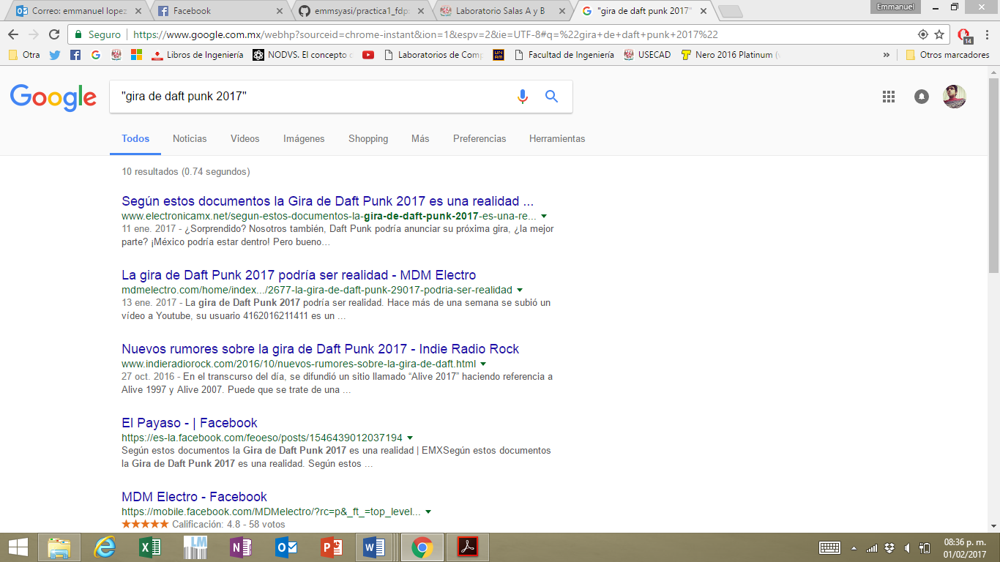 Correo: emmanuel lopez
Facebook
emmsyasi/practica1_fdp
Laboratorio Salas A y B
"gira de daft punk 2017"
Emmanuel
Seguro
https://www.google.com.mx/webhp?sourceid=chrome-instant&ion=1&espv=2&ie=UTF-8#q=%22gira+de+daft+punk+2017%22
14
Otra
Libros de Ingeniería
NODVS. El concepto
Laboratorios de Comp
UNAM
Facultad de Ingeniería
USECAD
Nero 2016 Platinum (
»
Otros marcadores
Google
"gira de daft punk 2017"
Todos
Noticias
Videos
Imágenes
Shopping
Más
Preferencias
Herramientas
10 resultados (0.74 segundos)
Según estos documentos la Gira de Daft Punk 2017 es una realidad ...
www.electronicamx.net/segun-estos-documentos-la-gira-de-daft-punk-2017-es-una-re...
11 ene. 2017 - ¿Sorprendido? Nosotros también, Daft Punk podría anunciar su próxima gira, ¿la mejor
parte? ¡México podría estar dentro! Pero bueno...
La gira de Daft Punk 2017 podría ser realidad - MDM Electro
mdmelectro.com/home/index.../2677-la-gira-de-daft-punk-29017-podria-ser-realidad
13 ene. 2017 - La gira de Daft Punk 2017 podría ser realidad. Hace más de una semana se subió un
vídeo a Youtube, su usuario 4162016211411 es un ...
Nuevos rumores sobre la gira de Daft Punk 2017 - Indie Radio Rock
www.indieradiorock.com/2016/10/nuevos-rumores-sobre-la-gira-de-daft.html
27 oct. 2016 - En el transcurso del día, se difundió un sitio llamado “Alive 2017” haciendo referencia a
Alive 1997 y Alive 2007. Puede que se trate de una ...
El Payaso - | Facebook
https://es-la.facebook.com/feoeso/posts/1546439012037194
Según estos documentos la Gira de Daft Punk 2017 es una realidad | EMXSegún estos documentos
la Gira de Daft Punk 2017 es una realidad. Según estos ...
MDM Electro - Facebook
https://mobile.facebook.com/MDMelectro/?rc=p&_ft_=top_level...
Calificación: 4.8 - 58 votos
LM
08:36 p. m.
01/02/2017